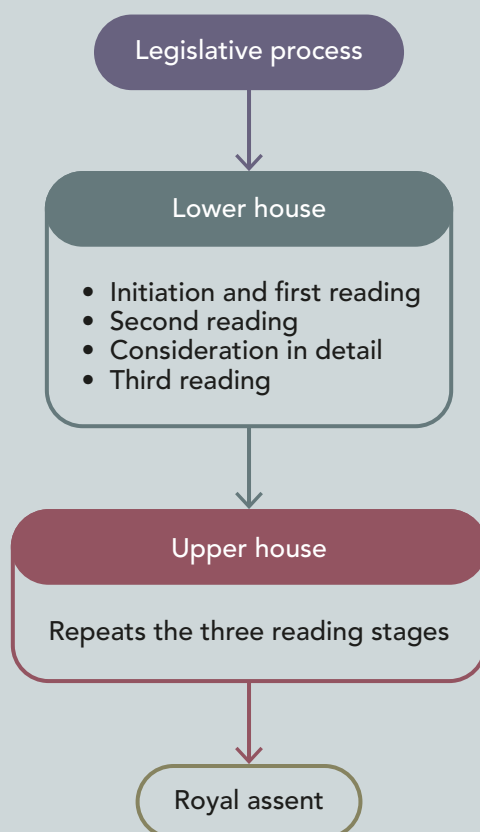 Legislative process
Lower house
• Initiation and first reading
• Second reading
• Consideration in detail
• Third reading
Upper house
Repeats the three reading stages
Royal assent